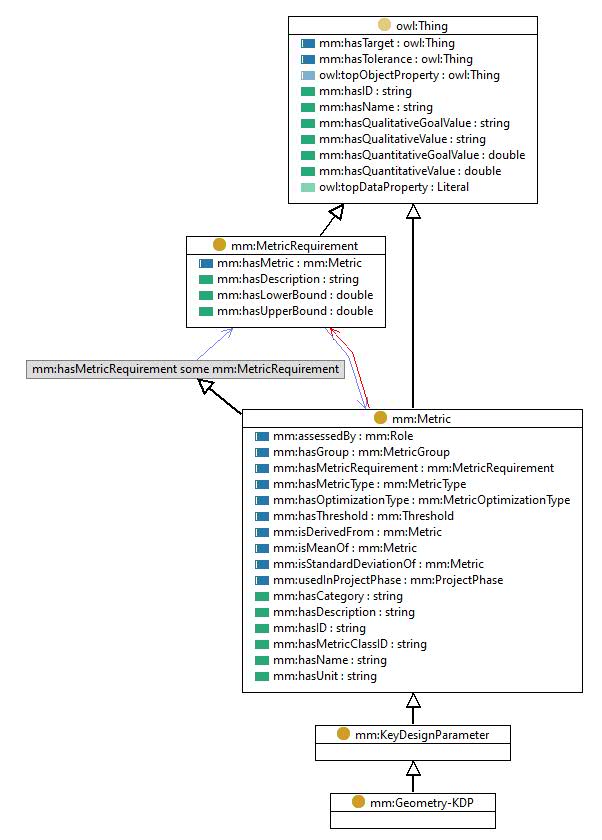 owl:Thing
mm:hasTarget : owl:Thing
mm:hasTolerance : owl:Thing
owl:topObjectProperty : owl:Thing
mm:hasID : string
mm:hasName : string
mm:hasQualitativeGoalValue : string
mm:hasQualitativeValue : string
mm:hasQuantitativeGoalValue : double
mm:hasQuantitativeValue : double
owl:topDataProperty : Literal
mm:MetricRequirement
mm:hasMetric : mm:Metric
mm:hasDescription : string
mm:hasLowerBound : double
mm:hasUpperBound : double
mm:hasMetricRequirement some mm:MetricRequirement
mm:Metric
mm:assessedBy : mm:Role
mm:hasGroup : mm:MetricGroup
mm:hasMetricRequirement : mm:MetricRequirement
mm:hasMetricType : mm:MetricType
mm:hasOptimizationType : mm:MetricOptimizationType
mm:hasThreshold : mm:Threshold
mm:isDerivedFrom : mm:Metric
mm:isMeanOf : mm:Metric
mm:isStandardDeviationOf : mm:Metric
mm:usedInProjectPhase : mm:ProjectPhase
mm:hasCategory : string
mm:hasDescription : string
mm:hasID : string
mm:hasMetricClassID : string
mm:hasName : string
mm:hasUnit : string
mm:KeyDesignParameter
mm:Geometry-KDP